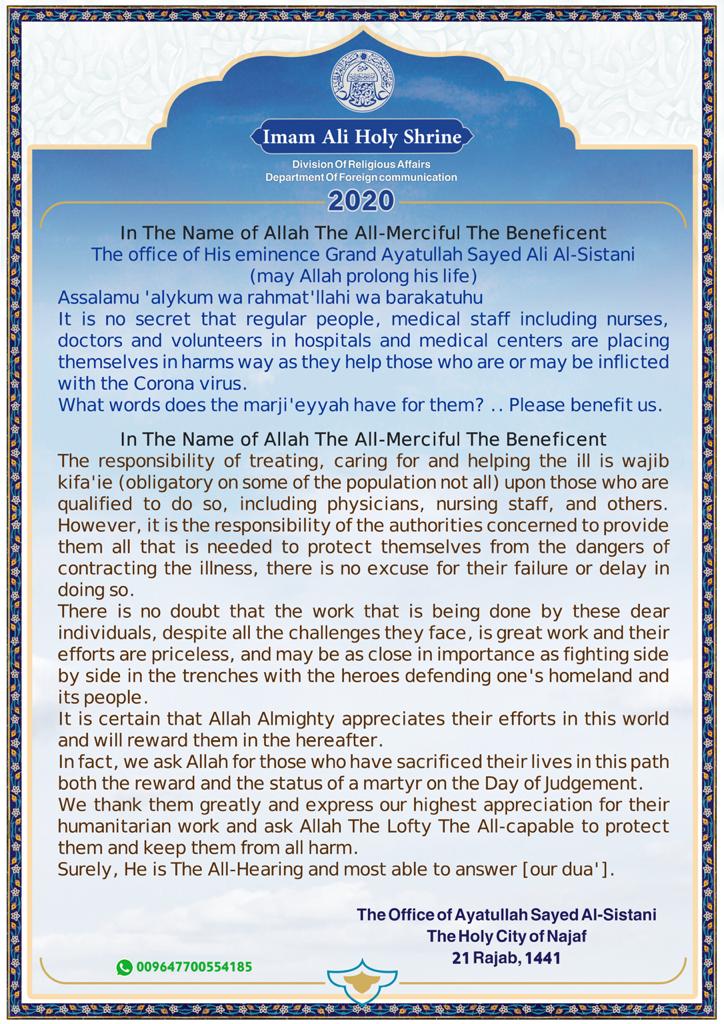 Imam Ali Holy Shrine
Division Of Religious Affairs
Department Of Foreign communication
2020
In The Name of Allah The All-Merciful The Beneficent
The office of His eminence Grand Ayatullah Sayed Ali Al-Sistani
(may Allah prolong his life)
Assalamu 'alykum wa rahmat'llahi wa barakatuhu
It is no secret that regular people, medical staff including nurses,
doctors and volunteers in hospitals and medical centers are placing
themselves in harms way as they help those who are or may be inflicted
with the Corona virus.
What words does the marji'eyyah have for them? .. Please benefit us.
In The Name of Allah The All-Merciful The Beneficent
The responsibility of treating, caring for and helping the ill is wajib
kifa'ie (obligatory on some of the population not all) upon those who are
qualified to do so, including physicians, nursing staff, and others.
However, it is the responsibility of the authorities concerned to provide
them all that is needed to protect themselves from the dangers of
contracting the illness, there is no excuse for their failure or delay in
doing so.
There is no doubt that the work that is being done by these dear
individuals, despite all the challenges they face, is great work and their
efforts are priceless, and may be as close in importance as fighting side
by side in the trenches with the heroes defending one's homeland and
its people.
It is certain that Allah Almighty appreciates their efforts in this world
and will reward them in the hereafter.
In fact, we ask Allah for those who have sacrificed their lives in this path
both the reward and the status of a martyr on the Day of Judgement.
We thank them greatly and express our highest appreciation for their
humanitarian work and ask Allah The Lofty The All-capable to protect
them and keep them from all harm.
Surely, He is The All-Hearing and most able to answer [our dua'].
The Office of Ayatullah Sayed Al-Sistani
The Holy City of Najaf
21 Rajab, 1441
009647700554185